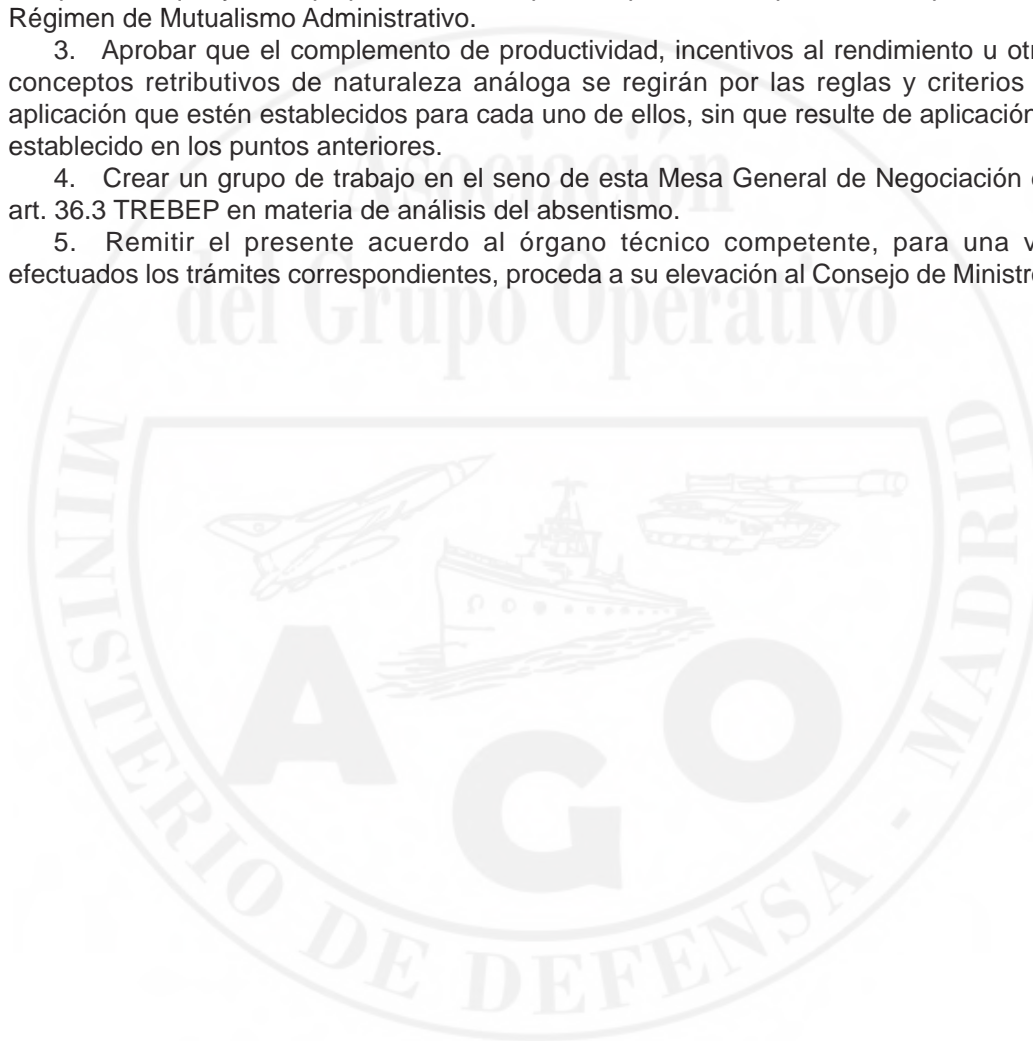 Régimen de Mutualismo Administrativo.
3. Aprobar que el complemento de productividad, incentivos al rendimiento u otr
conceptos retributivos de naturaleza análoga se regirán por las reglas y criterios
aplicación que estén establecidos para cada uno de ellos, sin que resulte de aplicación
establecido en los puntos anteriores.
4. Crear un grupo de trabajo en el seno de esta Mesa General de Negociación
art. 36.3 TREBEP en materia de análisis del absentismo.
5. Remitir el presente acuerdo al órgano técnico competente, para una v
efectuados los trámites correspondientes, proceda a su elevación al Consejo de Ministr
Asociación
del Grupo Operativo
AGO
MINISTERIO DE DEFENSA - MADRID